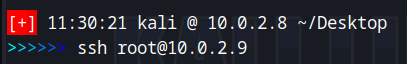 [+] 11:30:21 kali @ 10.0.2.8 ~/Desktop
>>>>>> ssh root@10.0.2.9